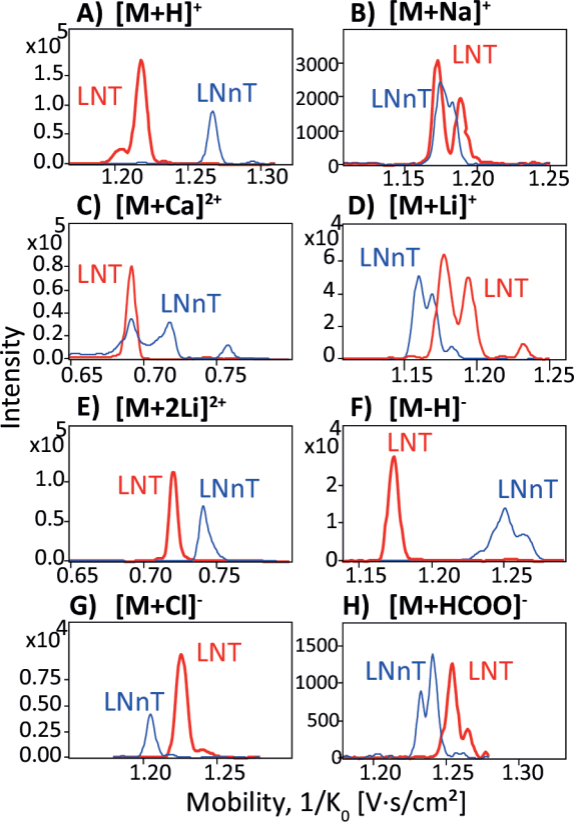 A) [M+H]⁺
x10⁵
1.5
1.0
0.5
0.0
LNT
LNnT
1.20 1.25 1.30
B) [M+Na]⁺
3000
2000
1000
0
LNT
LNnT
1.15 1.20 1.25
C) [M+Ca]²⁺
x10⁵
0.8
0.6
0.4
0.2
0.0
LNT
LNnT
0.65 0.70 0.75
D) [M+Li]⁺
x10⁴
6
4
2
0
LNnT
LNT
1.15 1.20 1.25
E) [M+2Li]²⁺
x10⁵
1.0
0.5
0.0
LNT
LNnT
0.65 0.70 0.75
F) [M-H]⁻
x10⁴
2
1
0
LNT
LNnT
1.15 1.20 1.25
G) [M+Cl]⁻
x10⁴
0.75
0.50
0.25
0.00
LNT
LNnT
1.20 1.25
H) [M+HCOO]⁻
1500
1000
500
0
LNnT
LNT
1.20 1.25 1.30
Intensity
Mobility, 1/K₀ [V·s/cm²]